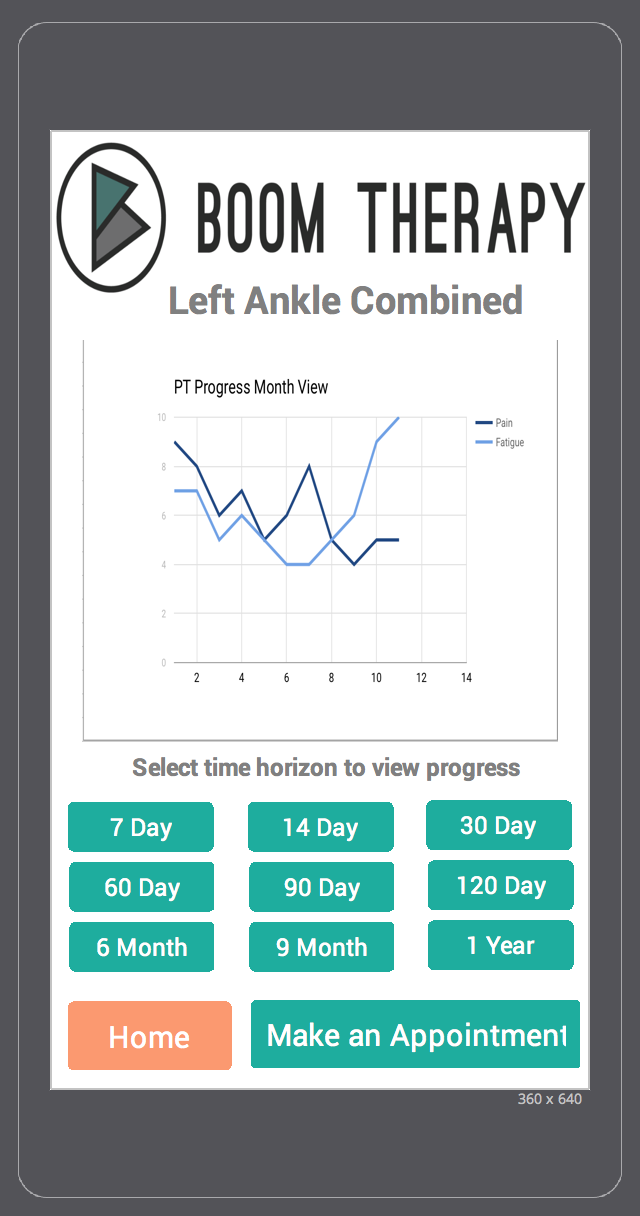 BOOM THERAPY
Left Ankle Combined
PT Progress Month View
10
Pain
Fatigue
8
6
4
2
0
2 4 6 8 10 12 14
Select time horizon to view progress
7 Day 14 Day 30 Day
60 Day 90 Day 120 Day
6 Month 9 Month 1 Year
Home Make an Appointment
360 x 640